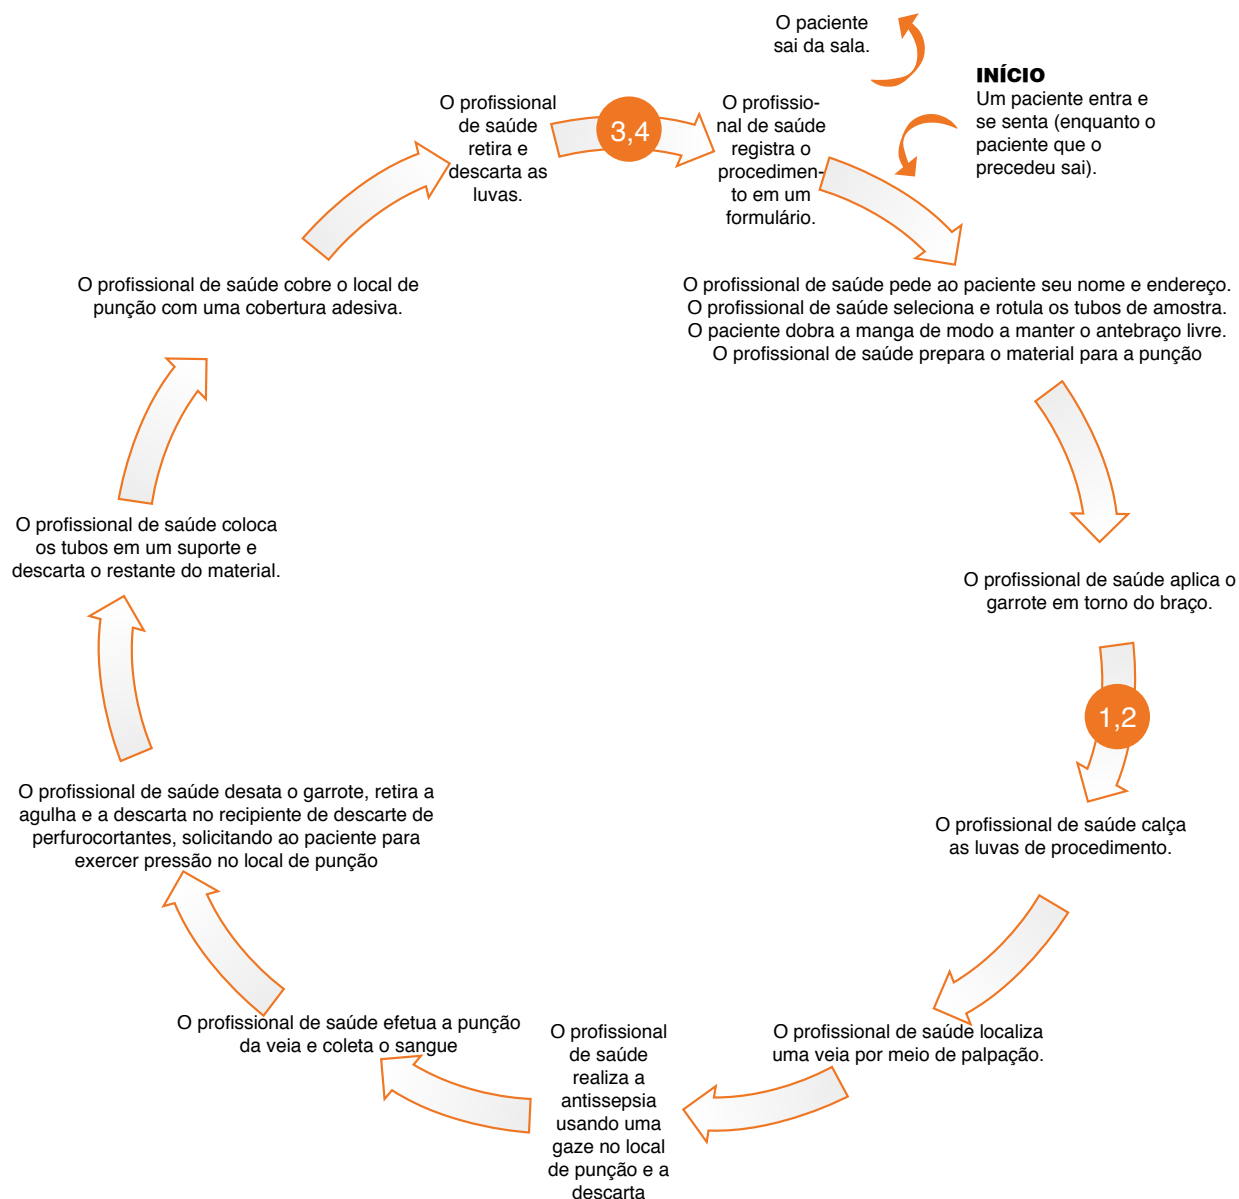 O paciente
sai da sala.
INÍCIO
Um paciente entra e
se senta (enquanto o
paciente que o
precedeu sai).
O profissio-
nal de saúde
registra o
procedimen-
to em um
formulário.
O profissional de saúde pede ao paciente seu nome e endereço.
O profissional de saúde seleciona e rotula os tubos de amostra.
O paciente dobra a manga de modo a manter o antebraço livre.
O profissional de saúde prepara o material para a punção
O profissional de saúde aplica o
garrote em torno do braço.
1,2
O profissional de saúde calça
as luvas de procedimento.
O profissional de saúde localiza
uma veia por meio de palpação.
O profissional
de saúde
realiza a
antissepsia
usando uma
gaze no local
de punção e a
descarta
O profissional de saúde efetua a punção
da veia e coleta o sangue
O profissional de saúde desata o garrote, retira a
agulha e a descarta no recipiente de descarte de
perfurocortantes, solicitando ao paciente para
exercer pressão no local de punção
O profissional de saúde coloca
os tubos em um suporte e
descarta o restante do material.
O profissional de saúde cobre o local de
punção com uma cobertura adesiva.
O profissional
de saúde
retira e
descarta as
luvas.
3,4